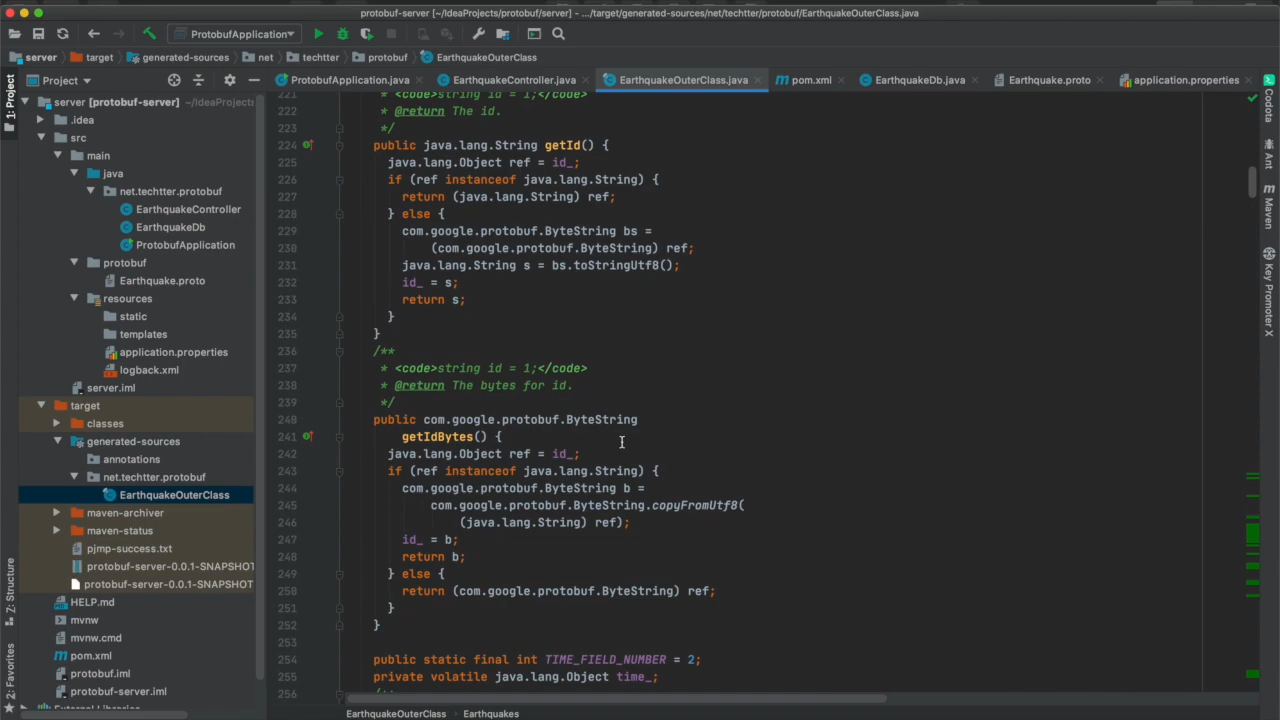 protobuf-server [~/IdeaProjects/protobuf/server] - .../target/generated-sources/net/techtter/protobuf/EarthquakeOuterClass.java
ProtobufApplication
server target generated-sources net techtter protobuf EarthquakeOuterClass
Project
ProtobufApplication.java EarthquakeController.java EarthquakeOuterClass.java pom.xml EarthquakeDb.java Earthquake.proto application.properties
1: Project
Z: Structure
2: Favorites
server [protobuf-server] ~/IdeaProjects
.idea
src
main
java
net.techtter.protobuf
EarthquakeController
EarthquakeDb
ProtobufApplication
protobuf
Earthquake.proto
resources
static
templates
application.properties
logback.xml
server.iml
target
classes
generated-sources
annotations
net.techtter.protobuf
EarthquakeOuterClass
maven-archiver
maven-status
pjmp-success.txt
protobuf-server-0.0.1-SNAPSHOT
protobuf-server-0.0.1-SNAPSHOT
HELP.md
mvnw
mvnw.cmd
pom.xml
protobuf.iml
protobuf-server.iml
External Libraries
221 * <code>string id = 1;</code>
222 * @return The id.
223 */
224 public java.lang.String getId() {
225 java.lang.Object ref = id_;
226 if (ref instanceof java.lang.String) {
227 return (java.lang.String) ref;
228 } else {
229 com.google.protobuf.ByteString bs =
230 (com.google.protobuf.ByteString) ref;
231 java.lang.String s = bs.toStringUtf8();
232 id_ = s;
233 return s;
234 }
235 }
236 /**
237 * <code>string id = 1;</code>
238 * @return The bytes for id.
239 */
240 public com.google.protobuf.ByteString
241 getIdBytes() {
242 java.lang.Object ref = id_;
243 if (ref instanceof java.lang.String) {
244 com.google.protobuf.ByteString b =
245 com.google.protobuf.ByteString.copyFromUtf8(
246 (java.lang.String) ref);
247 id_ = b;
248 return b;
249 } else {
250 return (com.google.protobuf.ByteString) ref;
251 }
252 }
253
254 public static final int TIME_FIELD_NUMBER = 2;
255 private volatile java.lang.Object time_;
256 /**
EarthquakeOuterClass Earthquakes
Codota
Ant
Maven
Key Promoter X